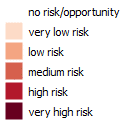 no risk/opportunity
very low risk
low risk
medium risk
high risk
very high risk